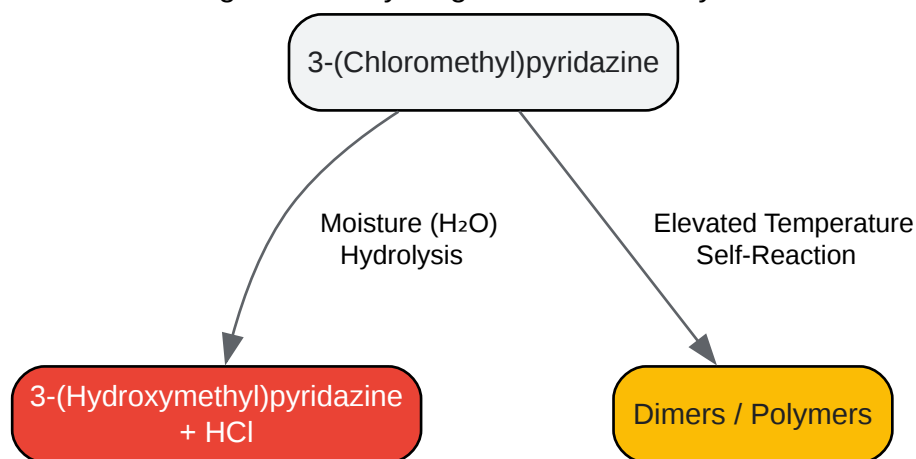 3-(Chloromethyl)pyridazine
Moisture (H₂O)
Hydrolysis
Elevated Temperature
Self-Reaction
3-(Hydroxymethyl)pyridazine
+ HCl
Dimers / Polymers